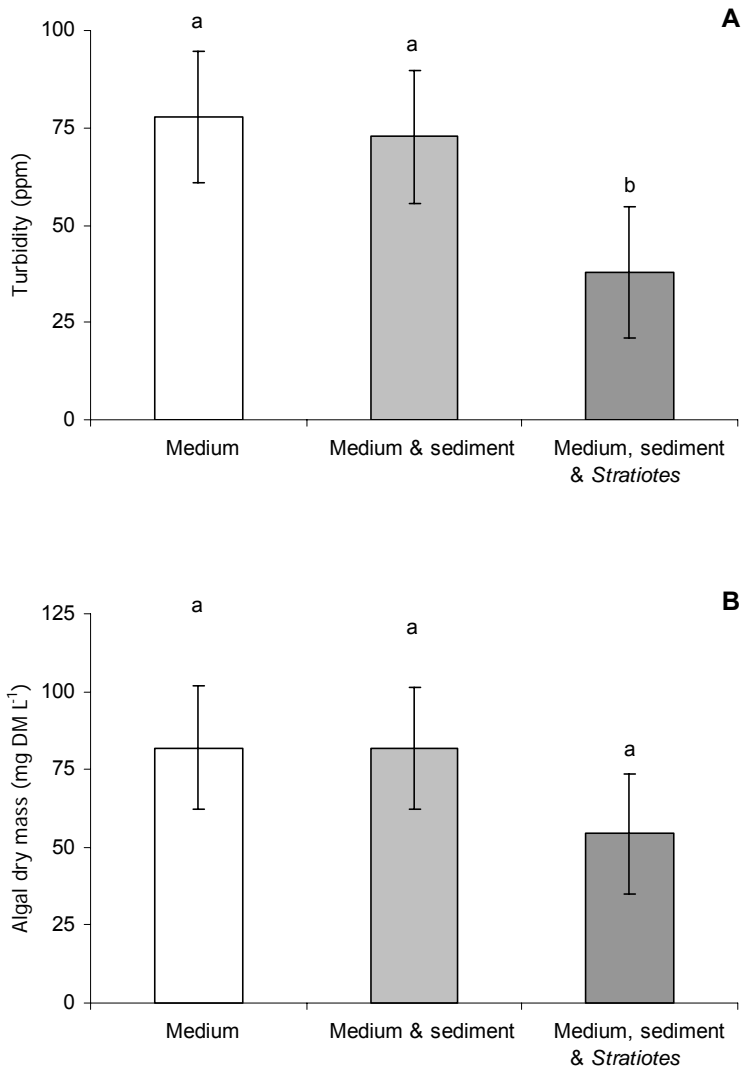 A
100
75
50
25
0
Turbidity (ppm)
a
a
b
Medium
Medium & sediment
Medium, sediment
& Stratiotes
B
125
100
75
50
25
0
Algal dry mass (mg DM L⁻¹)
a
a
a
Medium
Medium & sediment
Medium, sediment
& Stratiotes